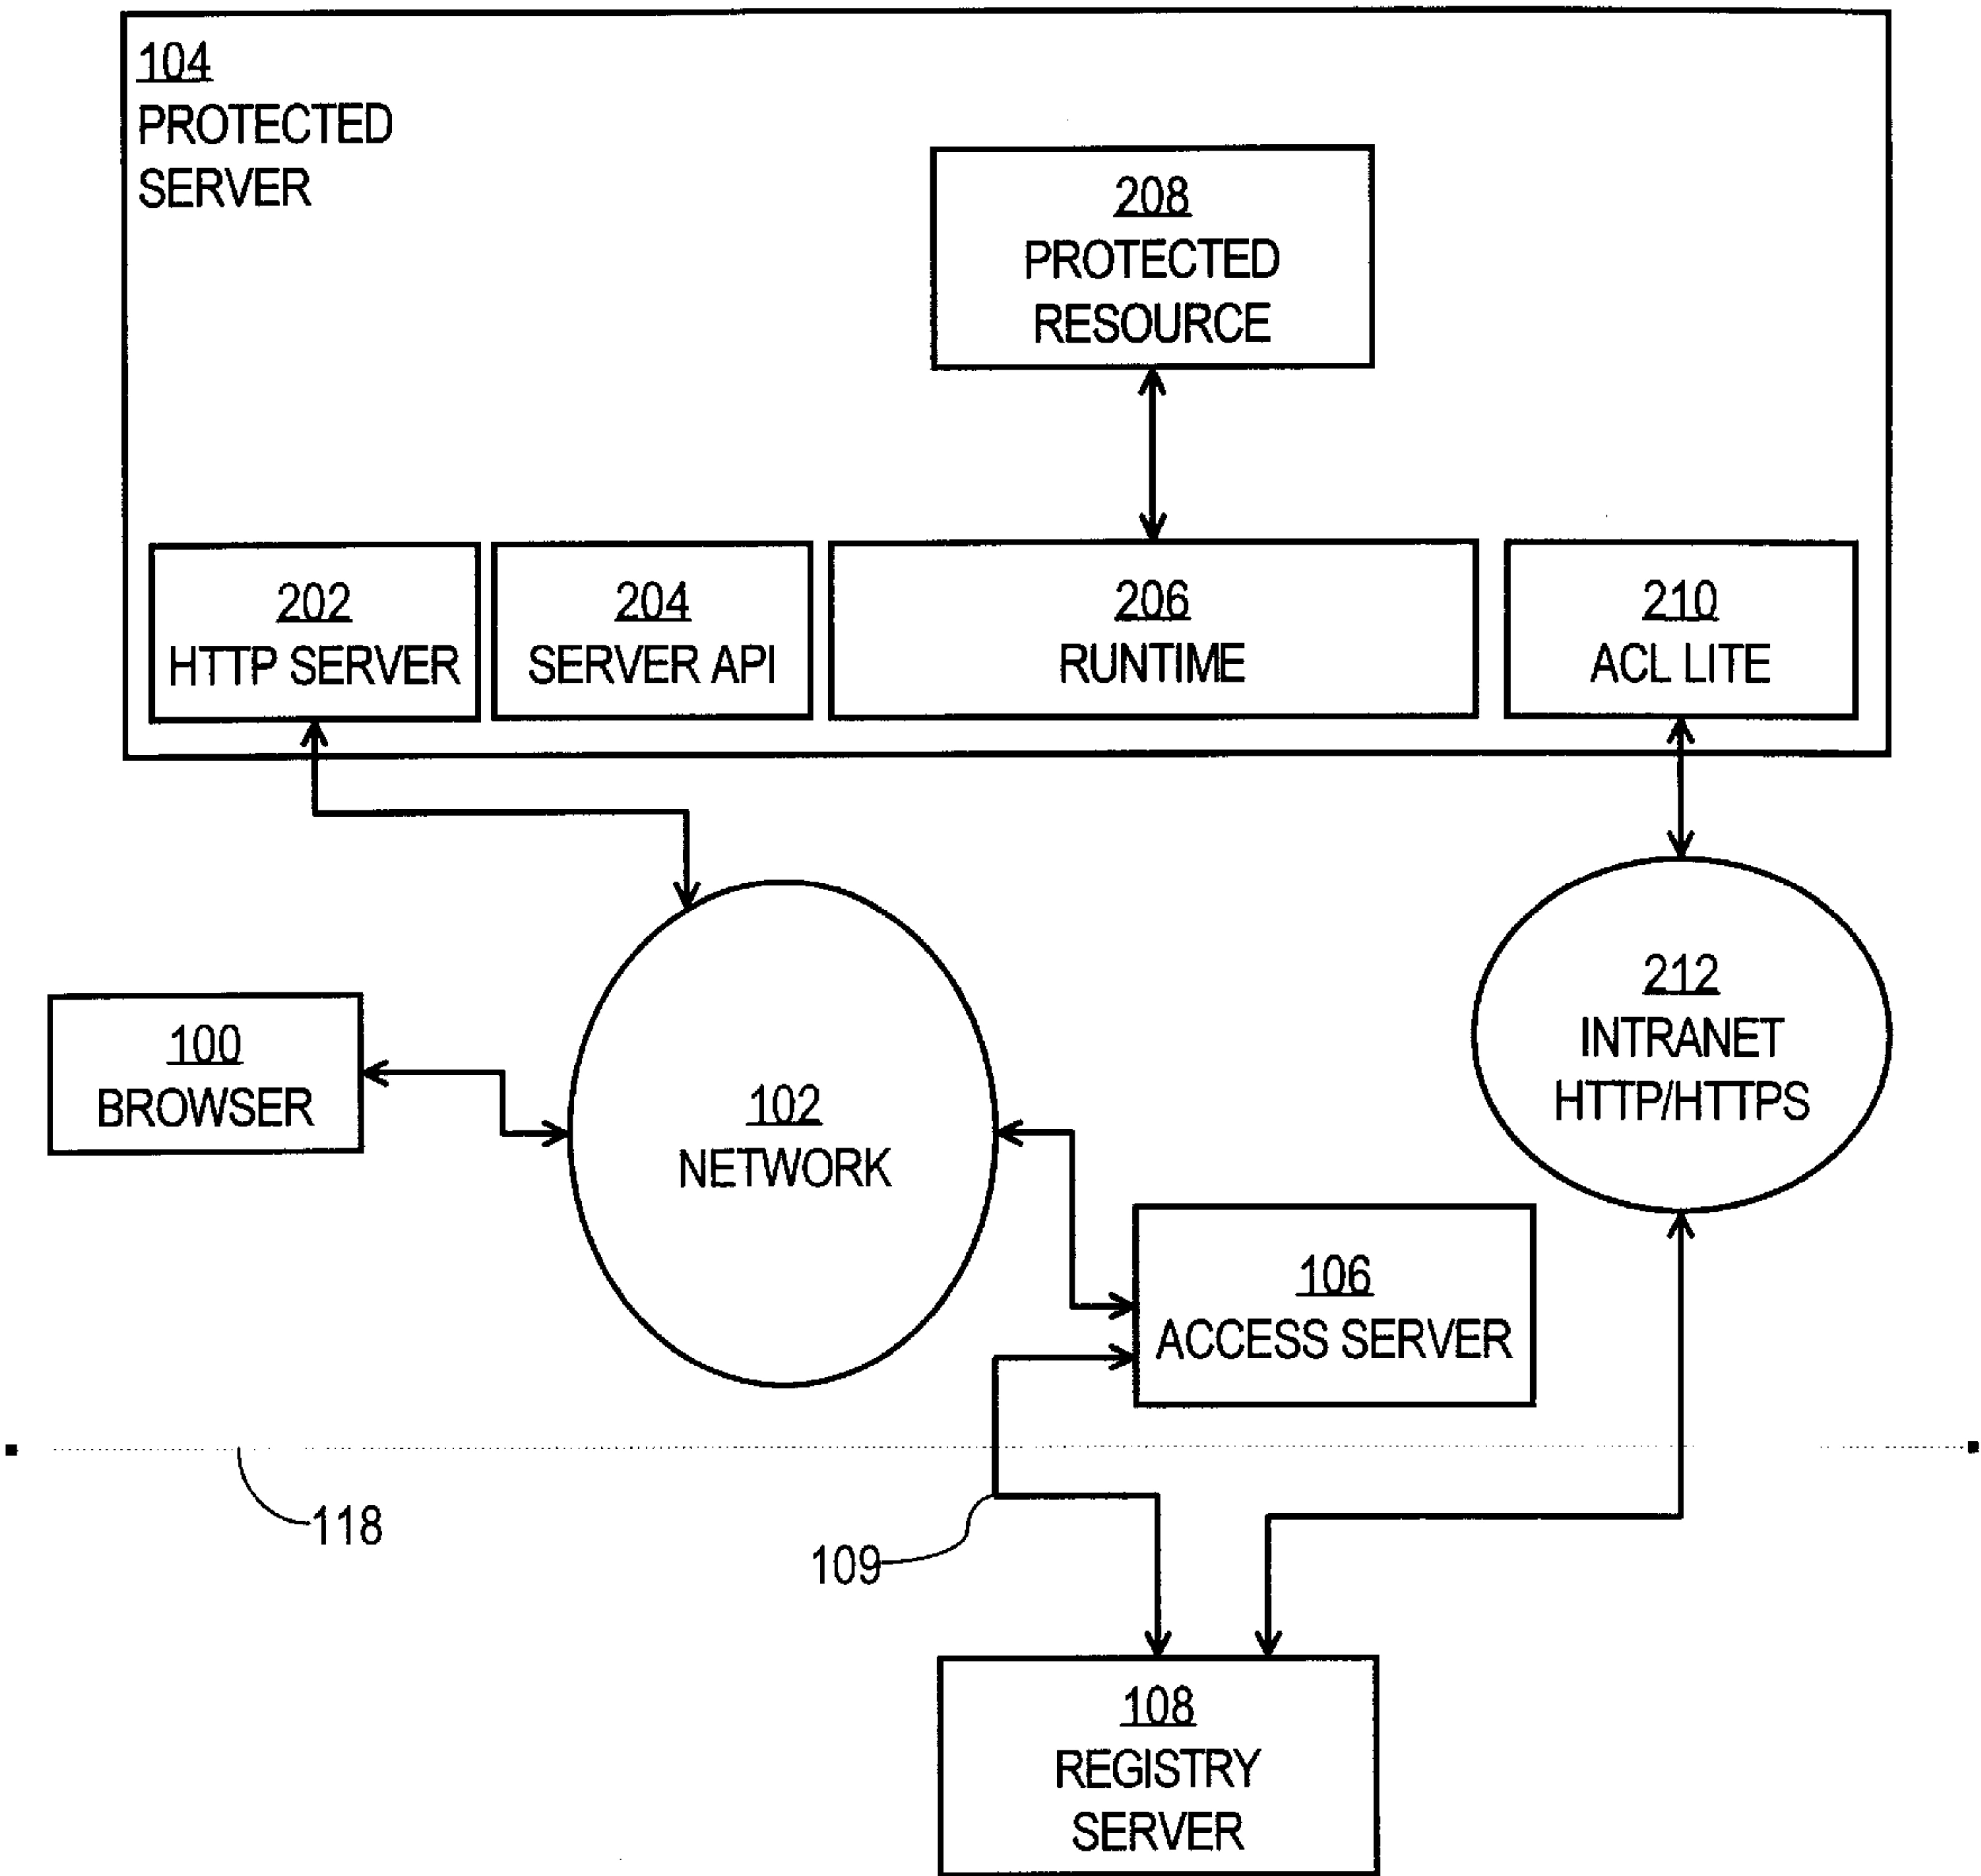 104
PROTECTED
SERVER
208
PROTECTED
RESOURCE
202
HTTP SERVER
204
SERVER API
206
RUNTIME
210
ACL LITE
100
BROWSER
102
NETWORK
212
INTRANET
HTTP/HTTPS
106
ACCESS SERVER
118
109
108
REGISTRY
SERVER